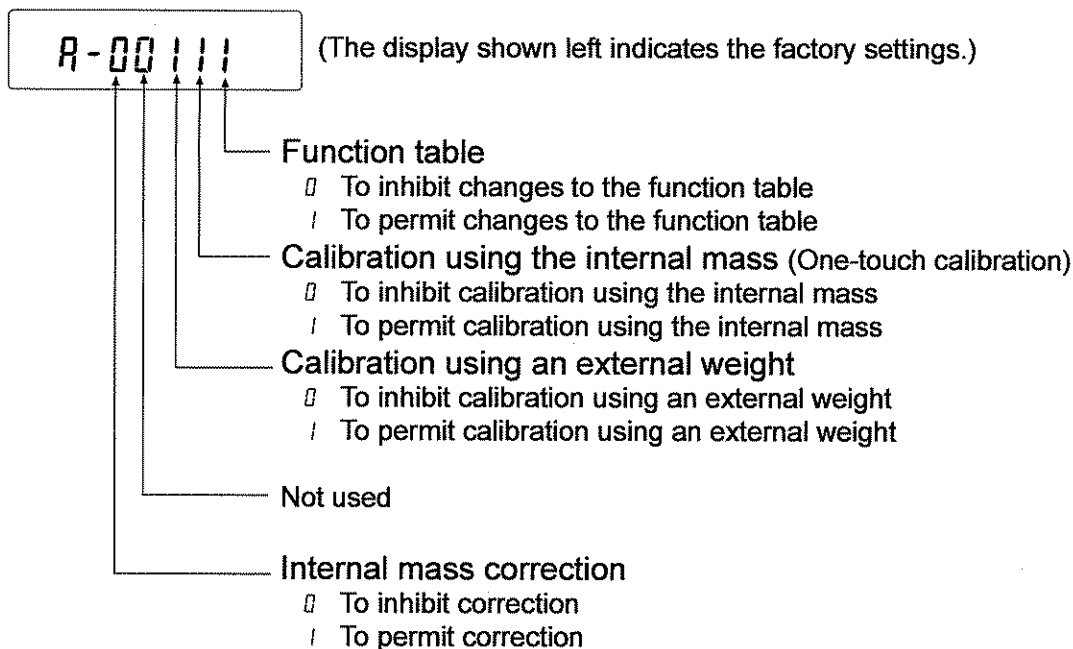 A-00111 (The display shown left indicates the factory settings.)
Function table
0 To inhibit changes to the function table
1 To permit changes to the function table
Calibration using the internal mass (One-touch calibration)
0 To inhibit calibration using the internal mass
1 To permit calibration using the internal mass
Calibration using an external weight
0 To inhibit calibration using an external weight
1 To permit calibration using an external weight
Not used
Internal mass correction
0 To inhibit correction
1 To permit correction